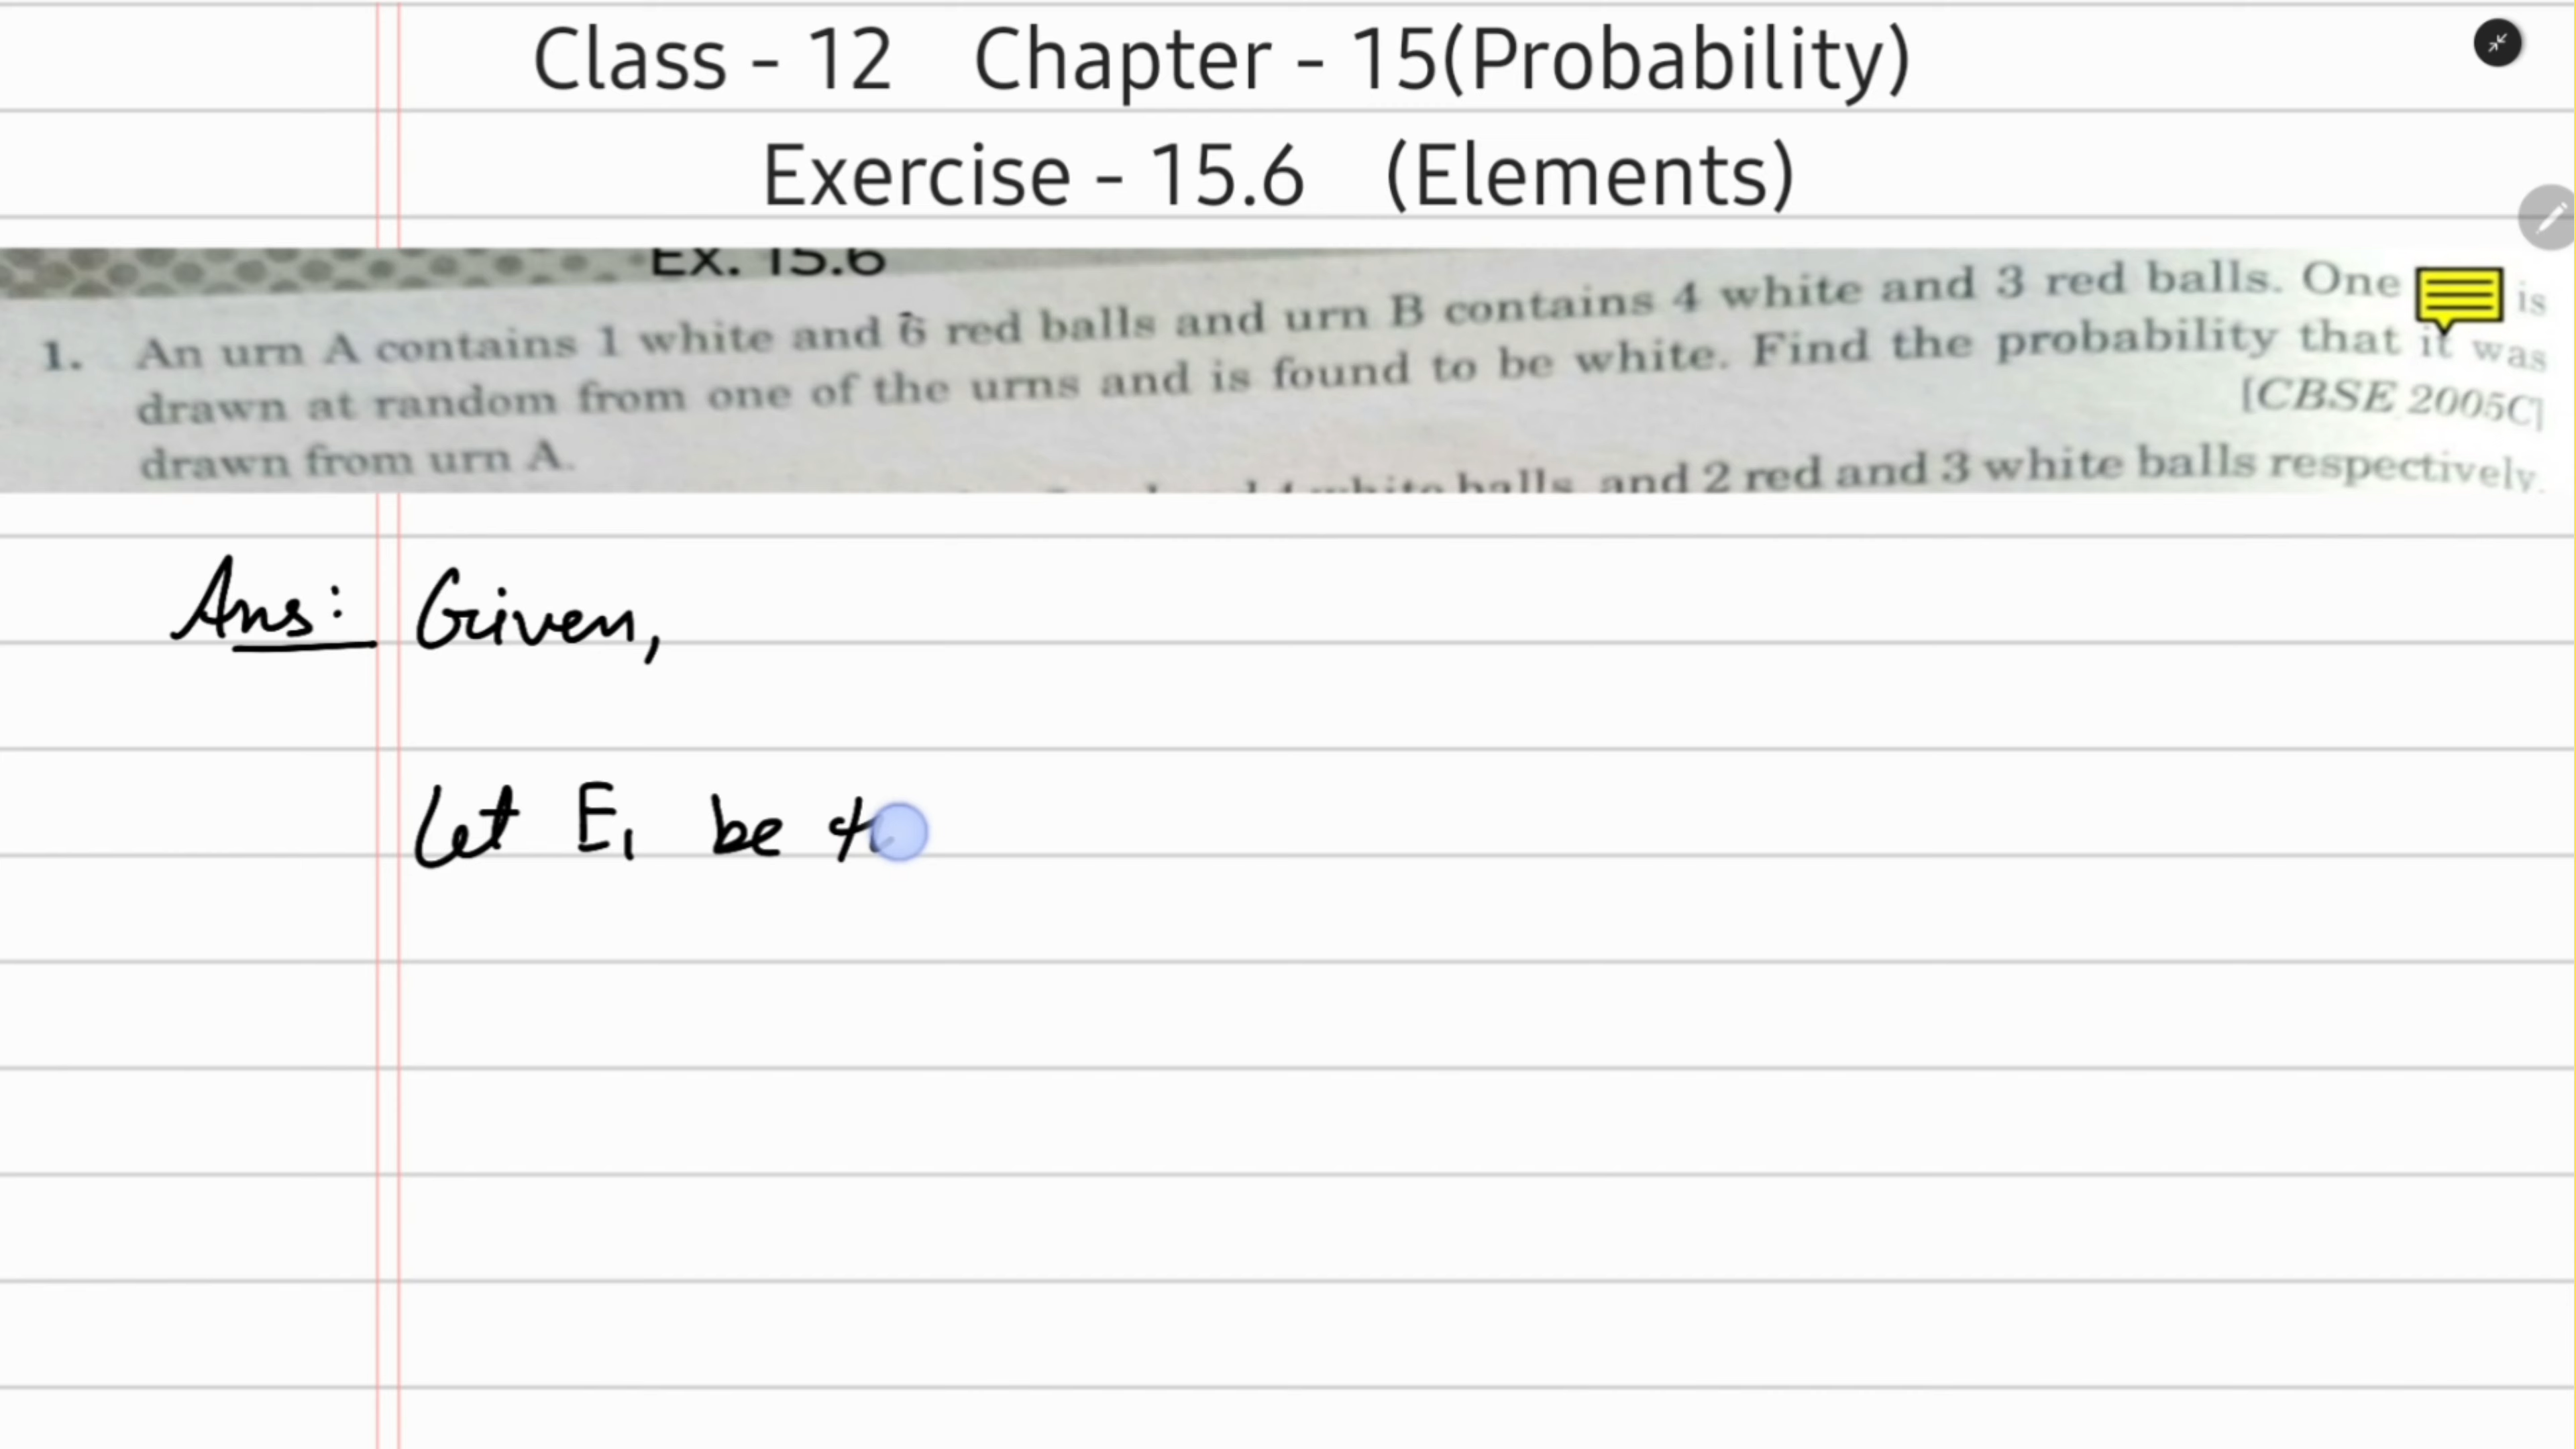 Class - 12 Chapter - 15(Probability)
Exercise - 15.6 (Elements)
Ex. 15.6
1. An urn A contains 1 white and 6 red balls and urn B contains 4 white and 3 red balls. One is
drawn at random from one of the urns and is found to be white. Find the probability that it was
drawn from urn A. [CBSE 2005C]
white balls and 2 red and 3 white balls respectively.
Ans: Given,
Let E₁ be